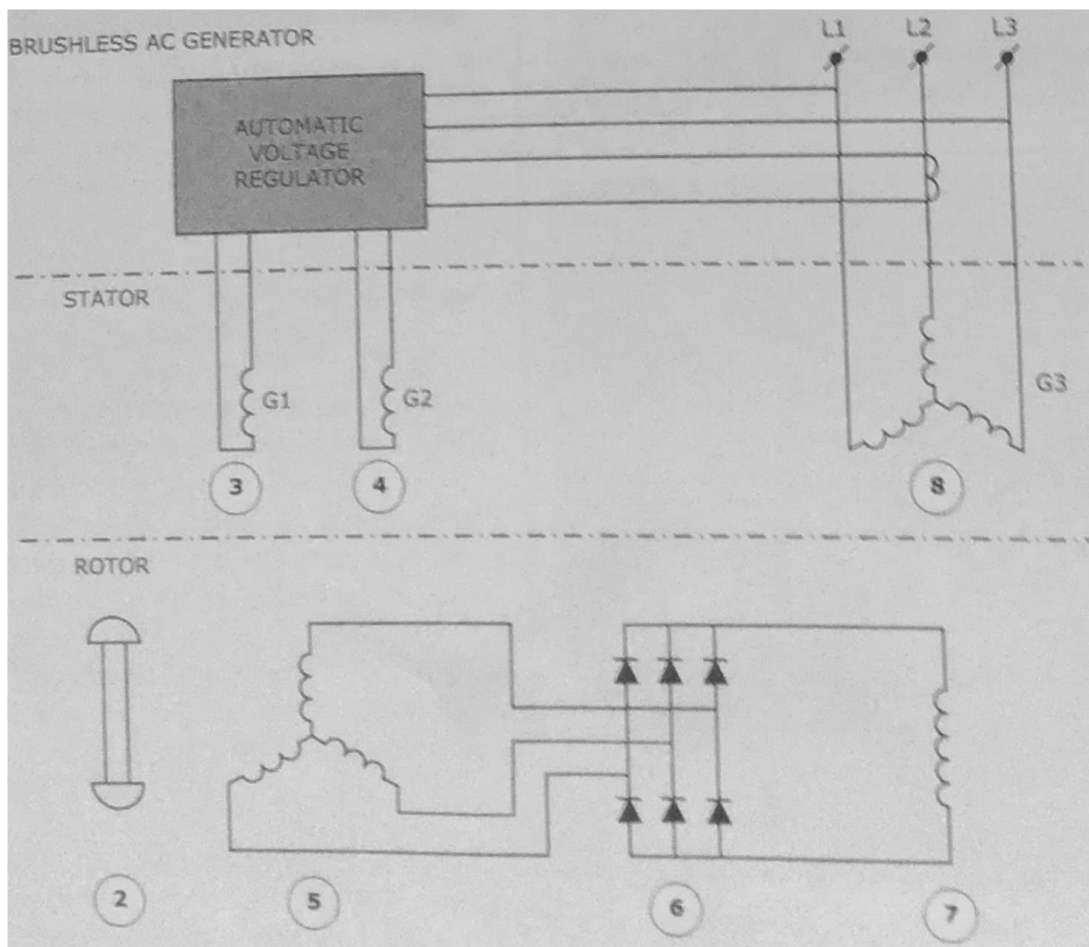 BRUSHLESS AC GENERATOR
L1 L2 L3
AUTOMATIC
VOLTAGE
REGULATOR
STATOR
G1
G2
G3
3
4
8
ROTOR
2
5
6
7